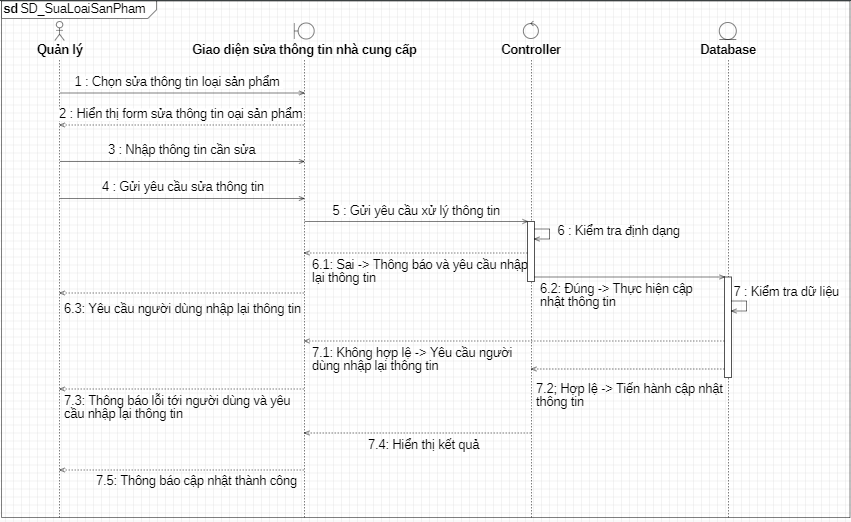 sd SD_SuaLoaiSanPham
Quản lý
Giao diện sửa thông tin nhà cung cấp
Controller
Database
1 : Chọn sửa thông tin loại sản phẩm
2 : Hiển thị form sửa thông tin oại sản phẩm
3 : Nhập thông tin cần sửa
4 : Gửi yêu cầu sửa thông tin
5 : Gửi yêu cầu xử lý thông tin
6 : Kiểm tra định dạng
6.1: Sai -> Thông báo và yêu cầu nhập
lại thông tin
6.2: Đúng -> Thực hiện cập
nhật thông tin
7 : Kiểm tra dữ liệu
6.3: Yêu cầu người dùng nhập lại thông tin
7.1: Không hợp lệ -> Yêu cầu người
dùng nhập lại thông tin
7.2; Hợp lệ -> Tiến hành cập nhật
thông tin
7.3: Thông báo lỗi tới người dùng và yêu
cầu nhập lại thông tin
7.4: Hiển thị kết quả
7.5: Thông báo cập nhật thành công